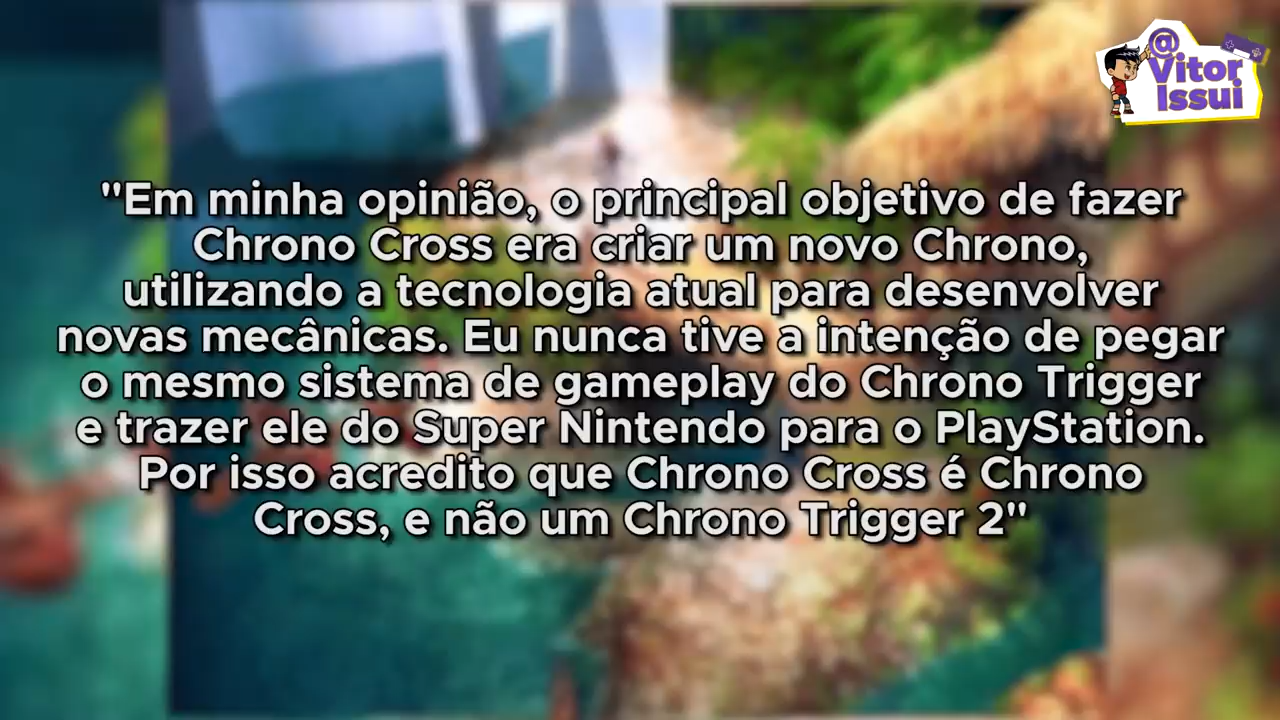 @
Vitor
Issui
"Em minha opinião, o principal objetivo de fazer
Chrono Cross era criar um novo Chrono,
utilizando a tecnologia atual para desenvolver
novas mecânicas. Eu nunca tive a intenção de pegar
o mesmo sistema de gameplay do Chrono Trigger
e trazer ele do Super Nintendo para o PlayStation.
Por isso acredito que Chrono Cross é Chrono
Cross, e não um Chrono Trigger 2"